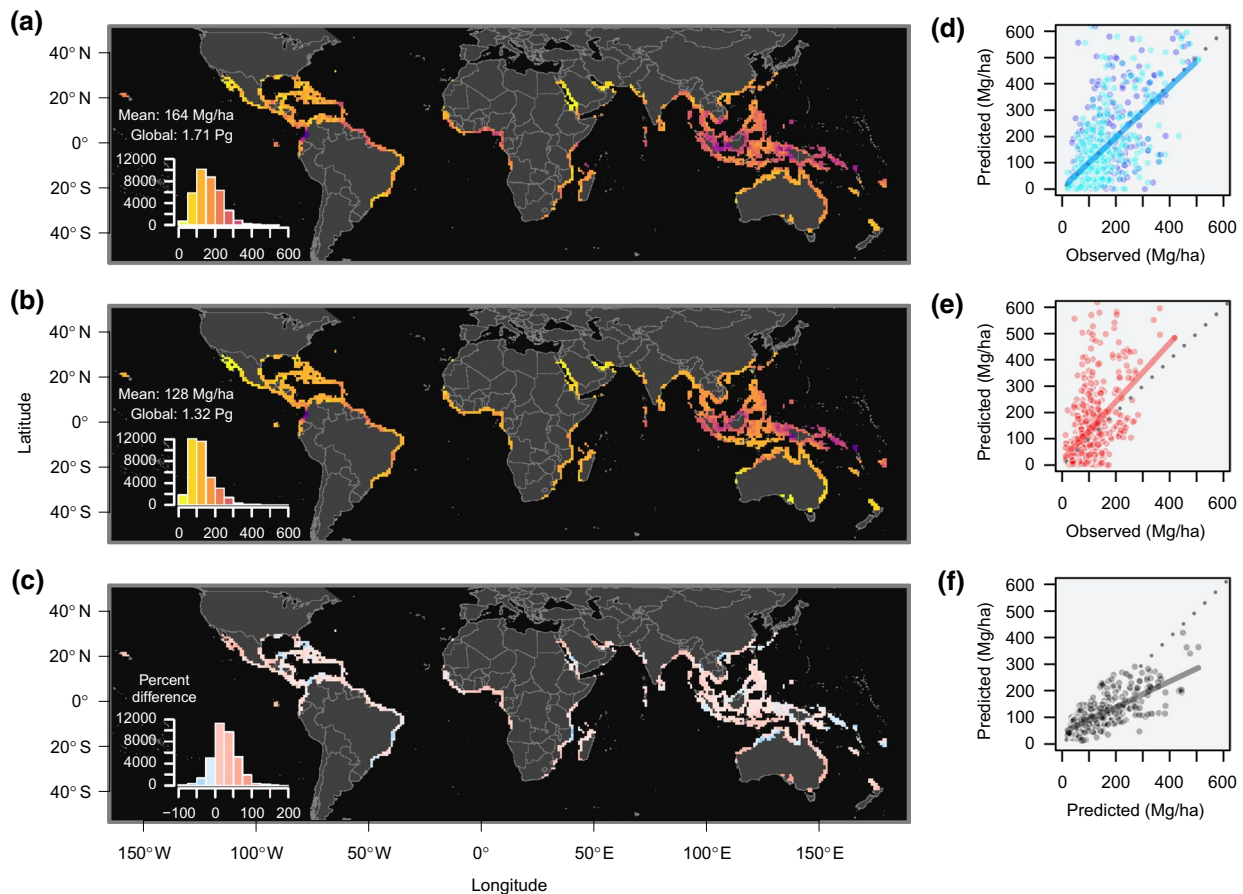 (a)
40° N
20° N
0°
20° S
40° S
Mean: 164 Mg/ha
Global: 1.71 Pg
12000
8000
4000
0
0 200 400 600
(b)
40° N
20° N
0°
20° S
40° S
Latitude
Mean: 128 Mg/ha
Global: 1.32 Pg
12000
8000
4000
0
0 200 400 600
(c)
40° N
20° N
0°
20° S
40° S
Percent
difference
12000
8000
4000
0
−100 0 100 200
150°W 100°W 50°W 0° 50°E 100°E 150°E
Longitude
(d)
Predicted (Mg/ha)
600
500
400
300
200
100
0
0 200 400 600
Observed (Mg/ha)
(e)
Predicted (Mg/ha)
600
500
400
300
200
100
0
0 200 400 600
Observed (Mg/ha)
(f)
Predicted (Mg/ha)
600
500
400
300
200
100
0
0 200 400 600
Predicted (Mg/ha)